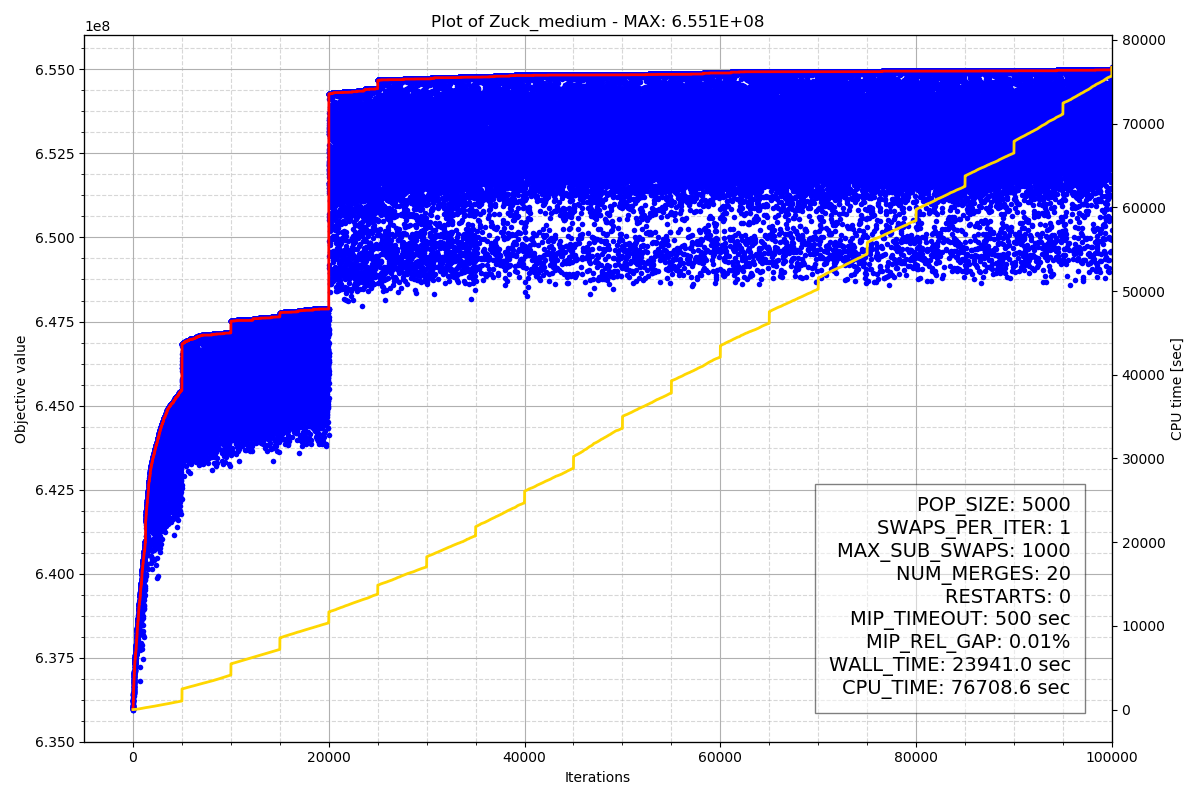 Plot of Zuck_medium - MAX: 6.551E+08
1e8
6.550
6.525
6.500
6.475
6.450
6.425
6.400
6.375
6.350
Objective value
80000
70000
60000
50000
40000
30000
20000
10000
0
CPU time [sec]
POP_SIZE: 5000
SWAPS_PER_ITER: 1
MAX_SUB_SWAPS: 1000
NUM_MERGES: 20
RESTARTS: 0
MIP_TIMEOUT: 500 sec
MIP_REL_GAP: 0.01%
WALL_TIME: 23941.0 sec
CPU_TIME: 76708.6 sec
0 20000 40000 60000 80000 100000
Iterations